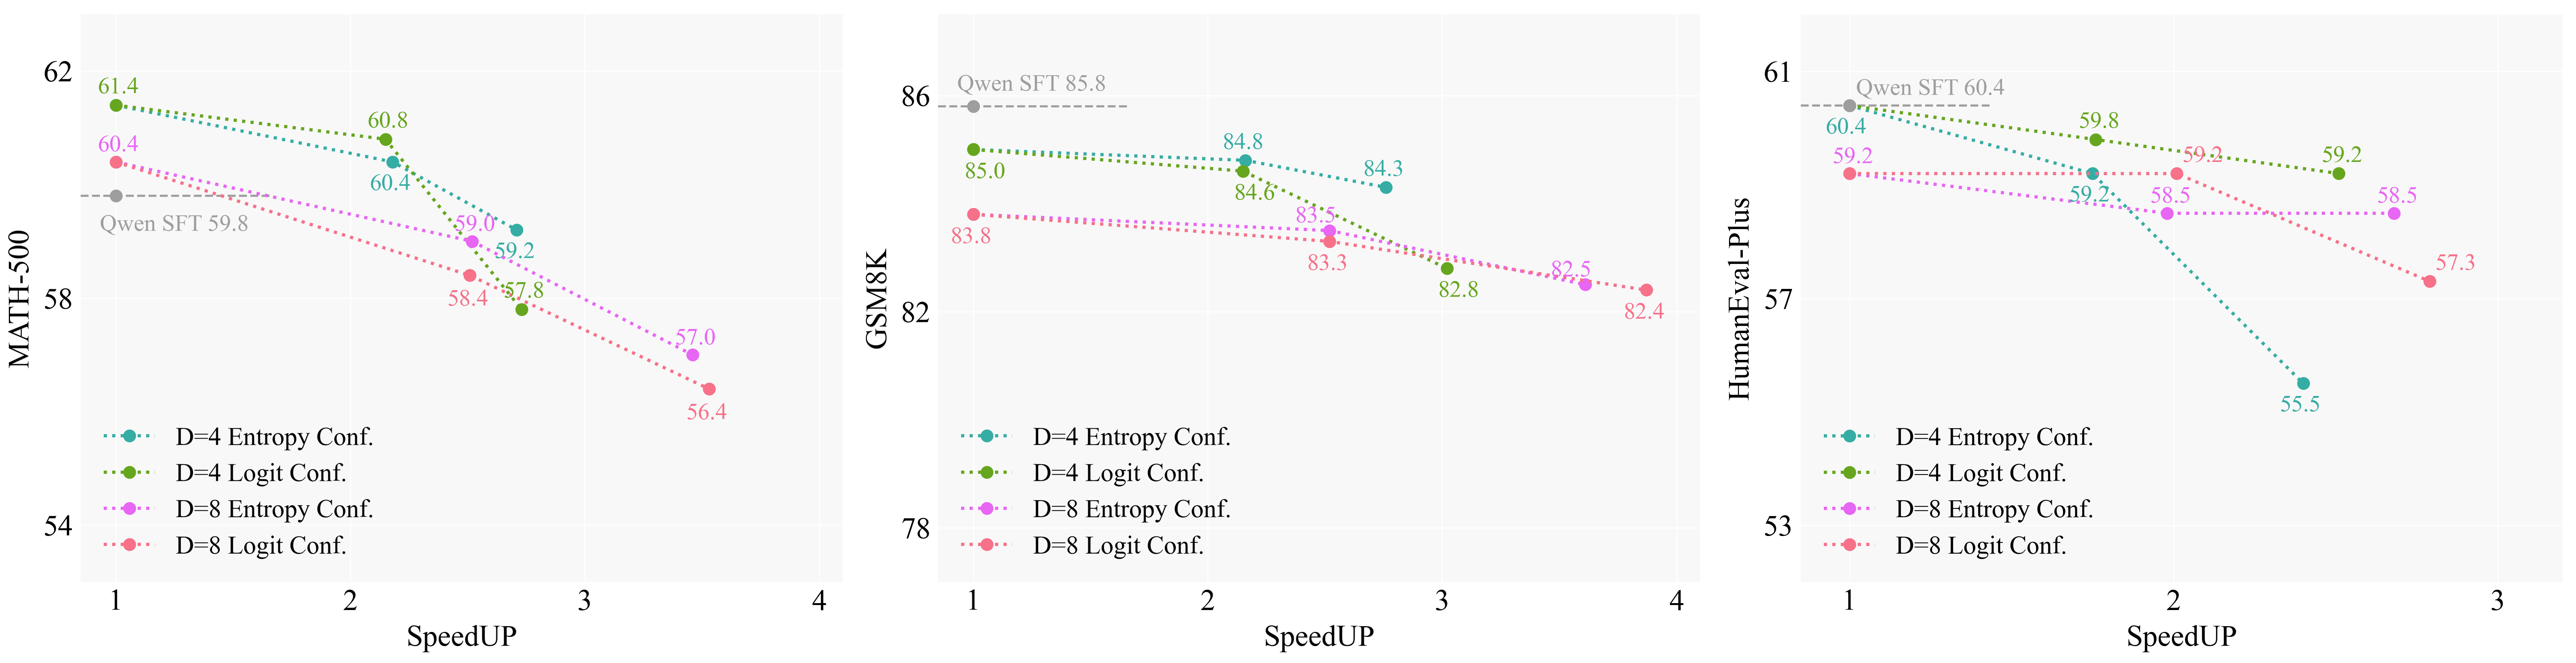 MATH-500
62
58
54
61.4
60.8
60.4
60.4
Qwen SFT 59.8
59.0
59.2
58.4
57.8
57.0
56.4
D=4 Entropy Conf.
D=4 Logit Conf.
D=8 Entropy Conf.
D=8 Logit Conf.
1
2
3
4
SpeedUP
GSM8K
86
82
78
Qwen SFT 85.8
84.8
84.3
85.0
84.6
83.5
83.8
83.3
82.5
82.8
82.4
D=4 Entropy Conf.
D=4 Logit Conf.
D=8 Entropy Conf.
D=8 Logit Conf.
1
2
3
4
SpeedUP
HumanEval-Plus
61
57
53
Qwen SFT 60.4
60.4
59.8
59.2
59.2
59.2
59.2
58.5
58.5
57.3
55.5
D=4 Entropy Conf.
D=4 Logit Conf.
D=8 Entropy Conf.
D=8 Logit Conf.
1
2
3
SpeedUP